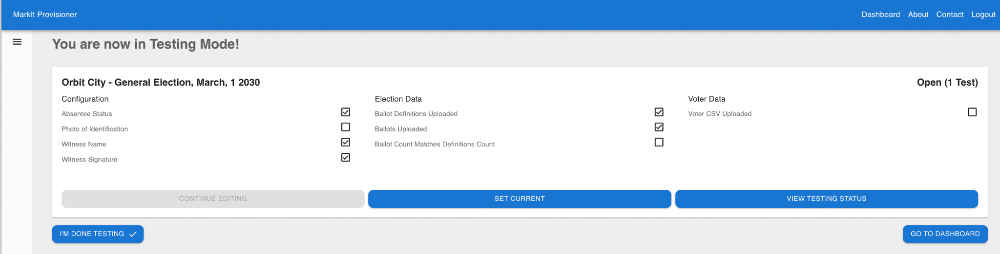 MarkIt Provisioner
Dashboard About Contact Logout
You are now in Testing Mode!
Orbit City - General Election, March, 1 2030
Open (1 Test)
Configuration
Absentee Status
Photo of Identification
Witness Name
Witness Signature
Election Data
Ballot Definitions Uploaded
Ballots Uploaded
Ballot Count Matches Definitions Count
Voter Data
Voter CSV Uploaded
CONTINUE EDITING
SET CURRENT
VIEW TESTING STATUS
I'M DONE TESTING
GO TO DASHBOARD